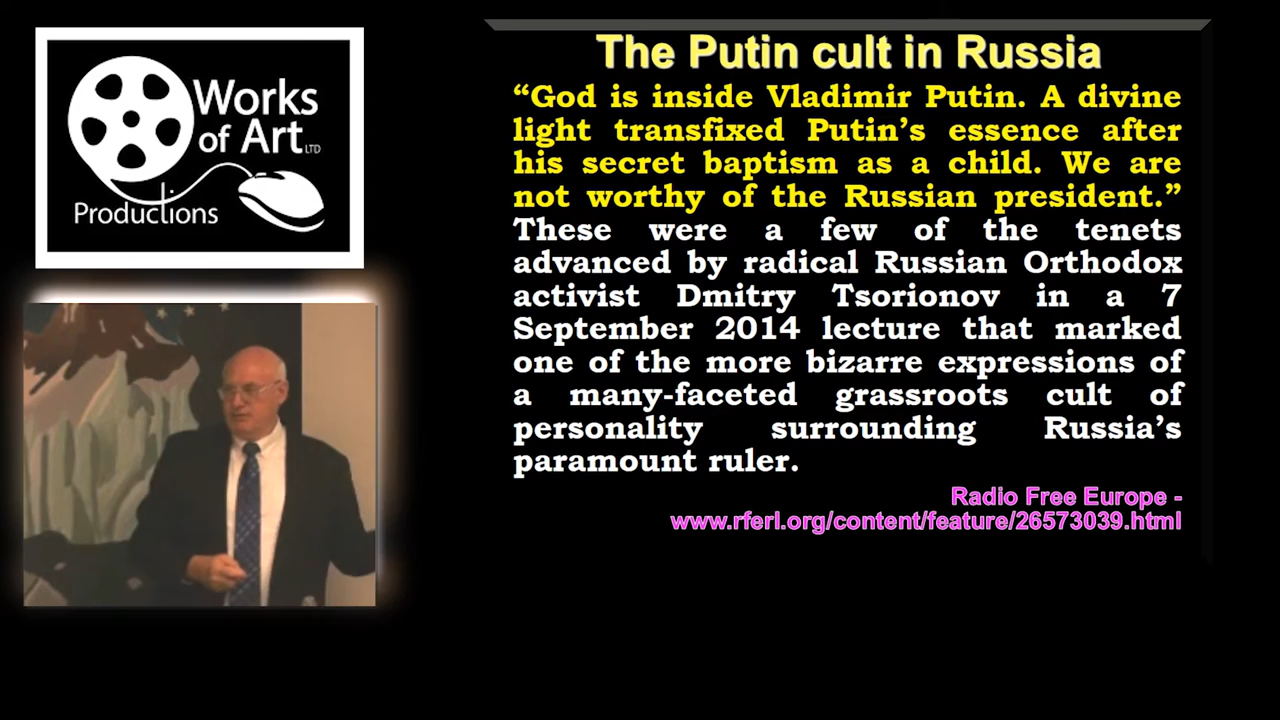 Works
of Art LTD
Productions
The Putin cult in Russia
“God is inside Vladimir Putin. A divine
light transfixed Putin’s essence after
his secret baptism as a child. We are
not worthy of the Russian president.”
These were a few of the tenets
advanced by radical Russian Orthodox
activist Dmitry Tsorionov in a 7
September 2014 lecture that marked
one of the more bizarre expressions of
a many-faceted grassroots cult of
personality surrounding Russia’s
paramount ruler.
Radio Free Europe -
www.rferl.org/content/feature/26573039.html